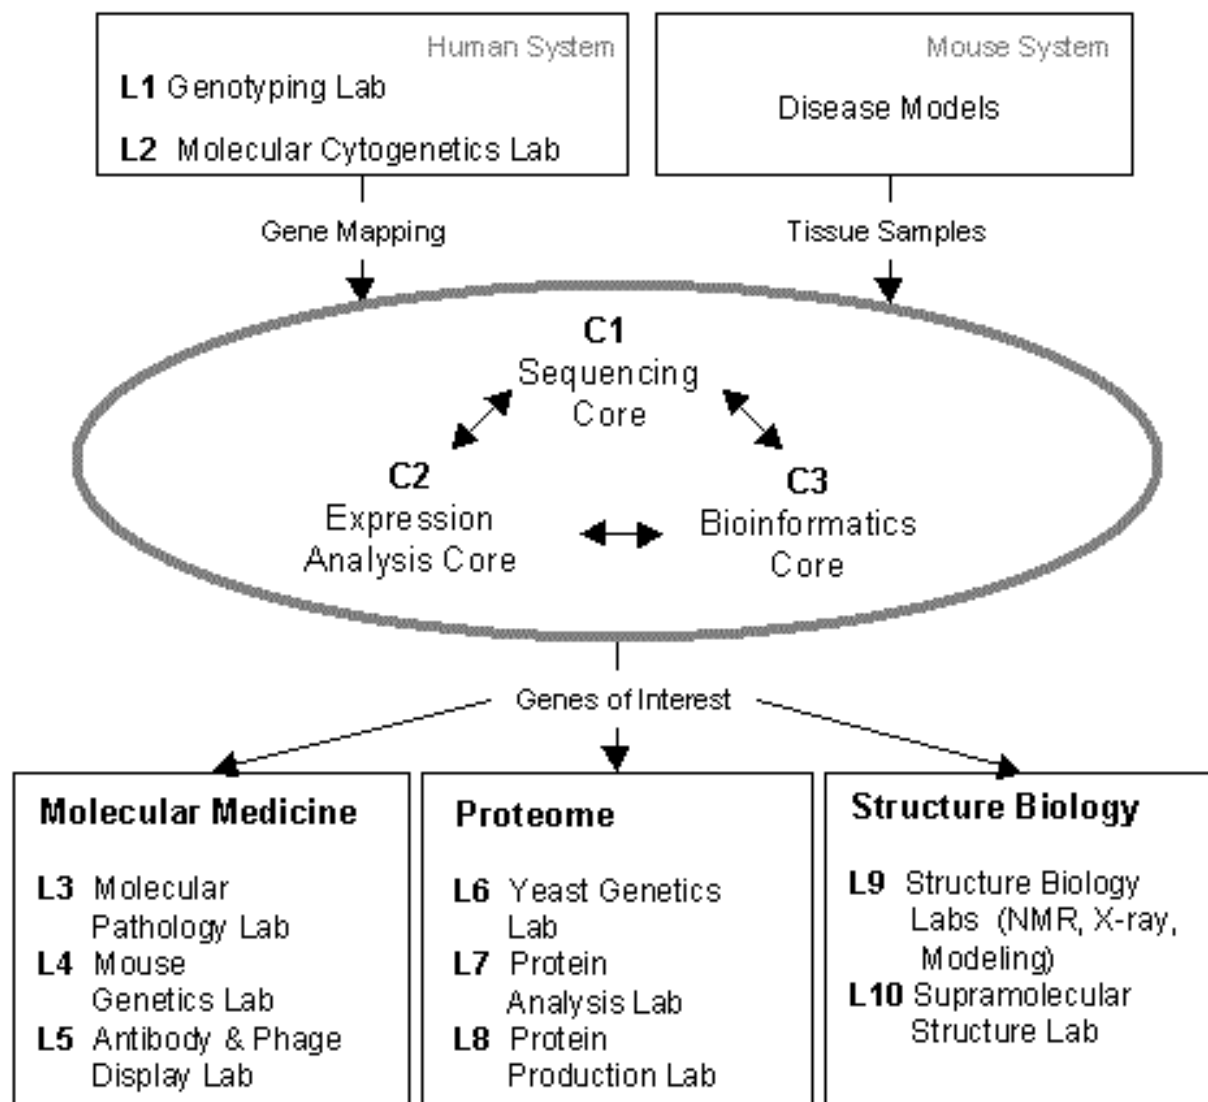 Human System
L1 Genotyping Lab
L2 Molecular Cytogenetics Lab
Mouse System
Disease Models
Gene Mapping
Tissue Samples
C1
Sequencing
Core
C2
Expression
Analysis Core
C3
Bioinformatics
Core
Genes of Interest
Molecular Medicine
L3 Molecular
Pathology Lab
L4 Mouse
Genetics Lab
L5 Antibody & Phage
Display Lab
Proteome
L6 Yeast Genetics
Lab
L7 Protein
Analysis Lab
L8 Protein
Production Lab
Structure Biology
L9 Structure Biology
Labs (NMR, X-ray,
Modeling)
L10 Supramolecular
Structure Lab